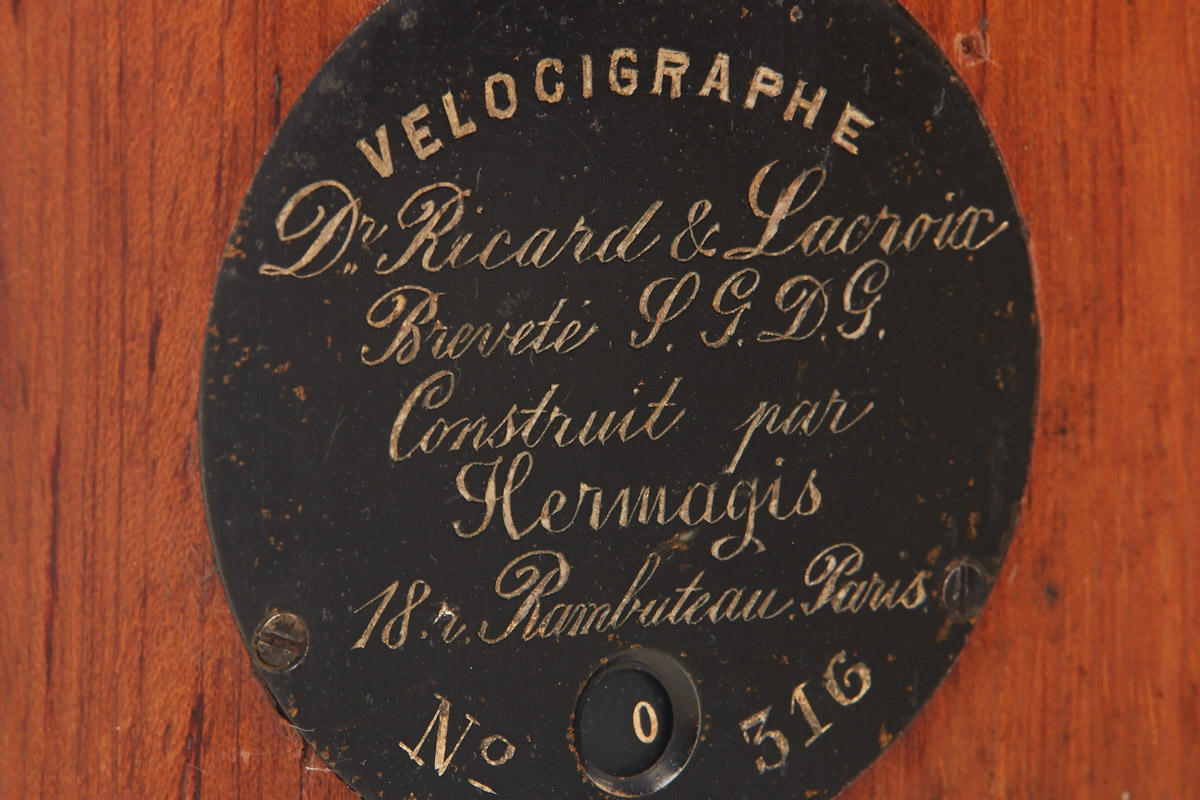 VELOCIGRAPHE
Dr. Ricard & Lacroix
Breveté S.G.D.G.
Construit par
Hermagis
18. r. Rambuteau. Paris.
No 0 316